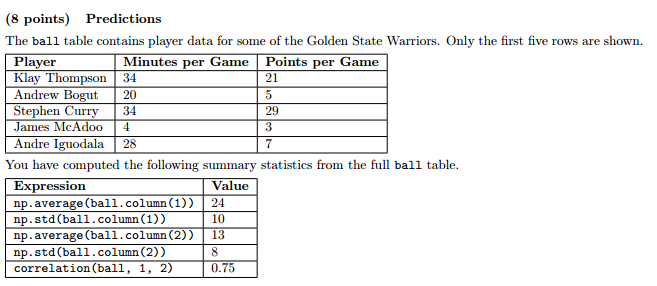 (8 points) Predictions
The ball table contains player data for some of the Golden State Warriors. Only the first five rows are shown.
Player Minutes per Game Points per Game
Klay Thompson 34 21
Andrew Bogut 20 5
Stephen Curry 34 29
James McAdoo 4 3
Andre Iguodala 28 7
You have computed the following summary statistics from the full ball table.
Expression Value
np.average(ball.column(1)) 24
np.std(ball.column(1)) 10
np.average(ball.column(2)) 13
np.std(ball.column(2)) 8
correlation(ball, 1, 2) 0.75